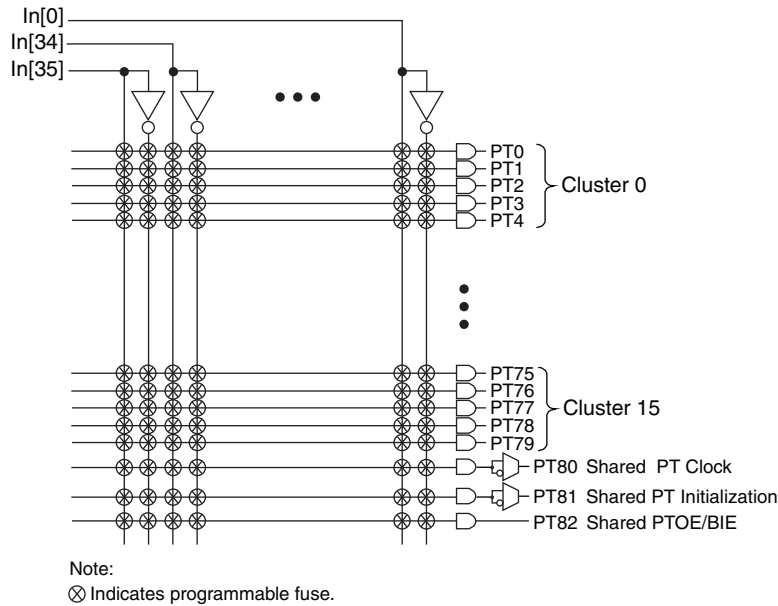 In[0]
In[34]
In[35]
PT0
PT1
PT2
PT3
PT4
Cluster 0
PT75
PT76
PT77
PT78
PT79
Cluster 15
PT80 Shared PT Clock
PT81 Shared PT Initialization
PT82 Shared PTOE/BIE
Note:
Indicates programmable fuse.